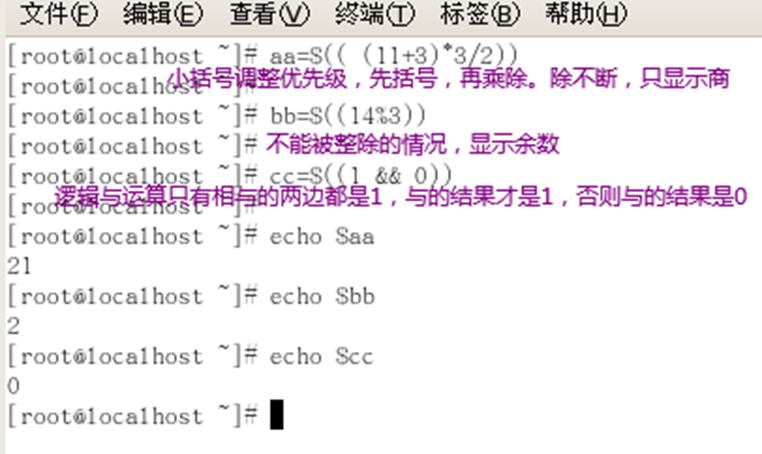 文件(F) 编辑(E) 查看(V) 终端(T) 标签(B) 帮助(H)
[root@localhost ~]# aa=$(( (11+3)*3/2))
[root@localhost ~]#
小括号调整优先级，先括号，再乘除。除不断，只显示商
[root@localhost ~]# bb=$((14%3))
[root@localhost ~]# 不能被整除的情况，显示余数
[root@localhost ~]# cc=$((1 && 0))
[root@localhost ~]#
逻辑与运算只有相与的两边都是1，与的结果才是1，否则与的结果是0
[root@localhost ~]# echo $aa
21
[root@localhost ~]# echo $bb
2
[root@localhost ~]# echo $cc
0
[root@localhost ~]#